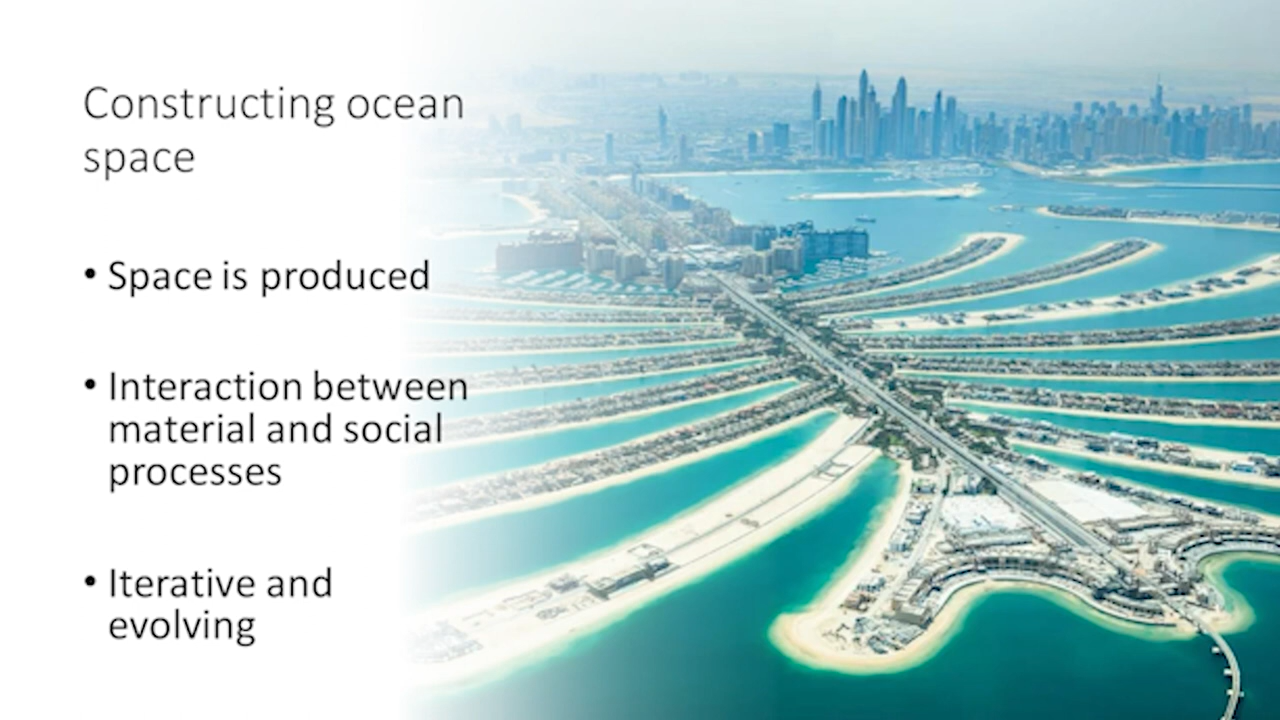 Constructing ocean
space
• Space is produced
• Interaction between
material and social
processes
• Iterative and
evolving